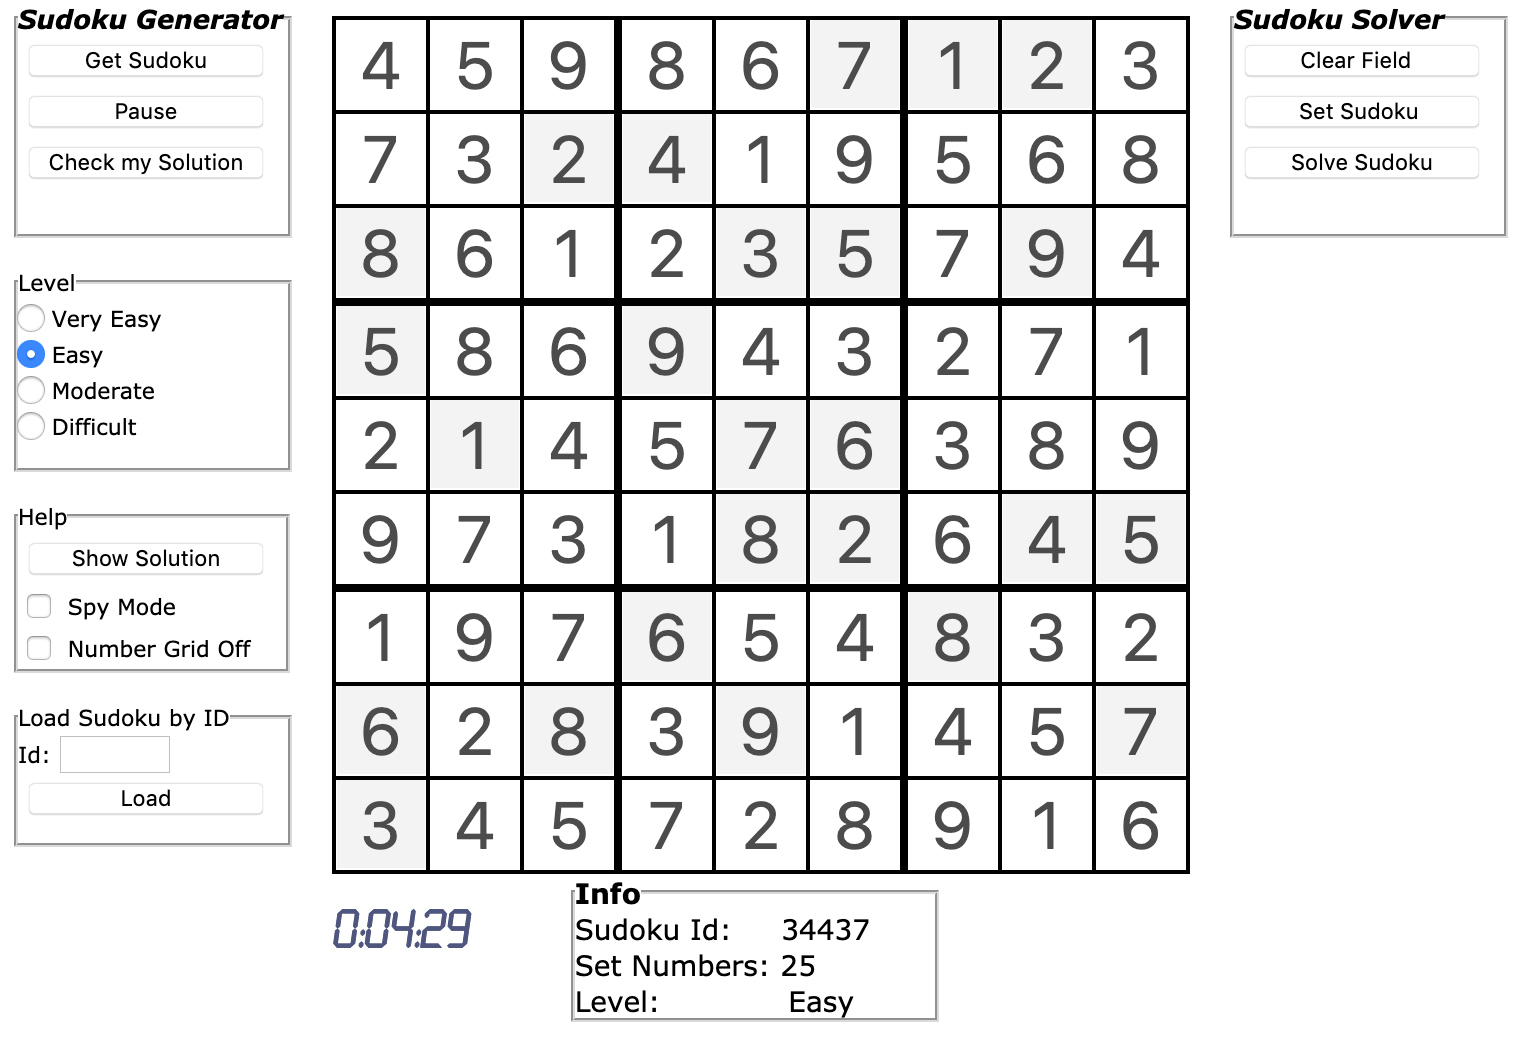 Sudoku Generator
Get Sudoku
Pause
Check my Solution
Level
Very Easy
Easy
Moderate
Difficult
Help
Show Solution
Spy Mode
Number Grid Off
Load Sudoku by ID
Id:
Load
4 5 9 8 6 7 1 2 3
7 3 2 4 1 9 5 6 8
8 6 1 2 3 5 7 9 4
5 8 6 9 4 3 2 7 1
2 1 4 5 7 6 3 8 9
9 7 3 1 8 2 6 4 5
1 9 7 6 5 4 8 3 2
6 2 8 3 9 1 4 5 7
3 4 5 7 2 8 9 1 6
0:04:29
Info
Sudoku Id: 34437
Set Numbers: 25
Level: Easy
Sudoku Solver
Clear Field
Set Sudoku
Solve Sudoku